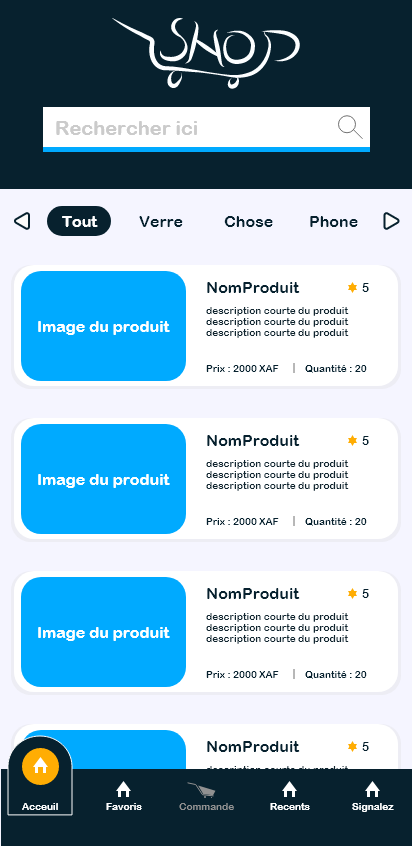 SHOP
Rechercher ici
Tout Verre Chose Phone
Image du produit
NomProduit 5
description courte du produit
description courte du produit
description courte du produit
Prix : 2000 XAF | Quantité : 20
Image du produit
NomProduit 5
description courte du produit
description courte du produit
description courte du produit
Prix : 2000 XAF | Quantité : 20
Image du produit
NomProduit 5
description courte du produit
description courte du produit
description courte du produit
Prix : 2000 XAF | Quantité : 20
NomProduit 5
description courte du produit
Acceuil Favoris Commande Recents Signalez